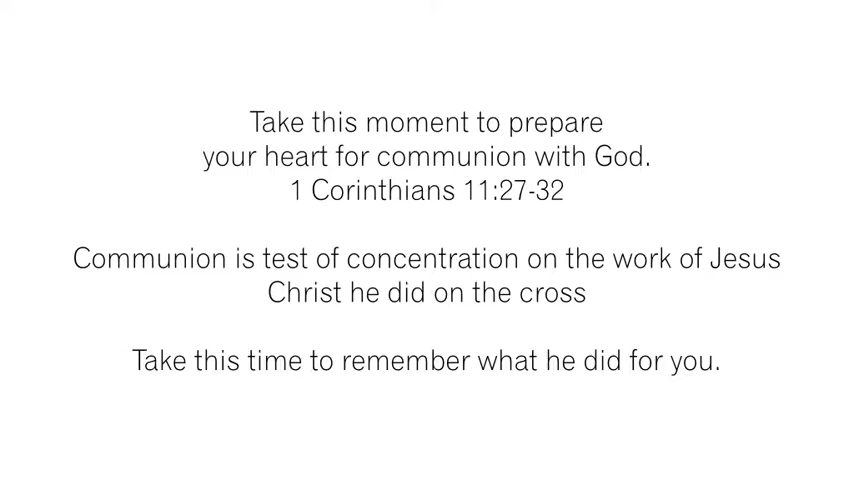 Take this moment to prepare
your heart for communion with God.
1 Corinthians 11:27-32
Communion is test of concentration on the work of Jesus
Christ he did on the cross
Take this time to remember what he did for you.